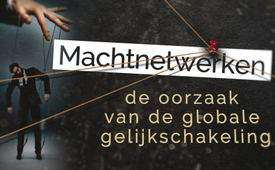 Machtnetwerken
de oorzaak
van de globale
gelijkschakeling